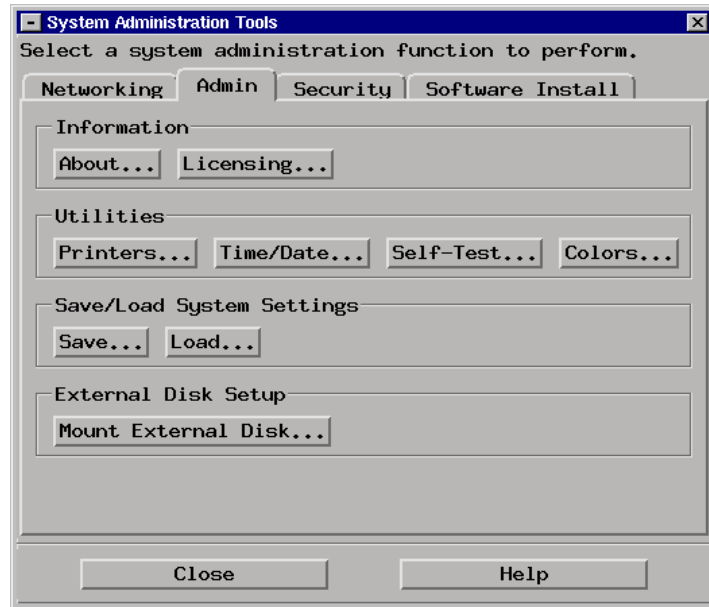 System Administration Tools
Select a system administration function to perform.
Networking Admin Security Software Install
Information
About... Licensing...
Utilities
Printers... Time/Date... Self-Test... Colors...
Save/Load System Settings
Save... Load...
External Disk Setup
Mount External Disk...
Close Help